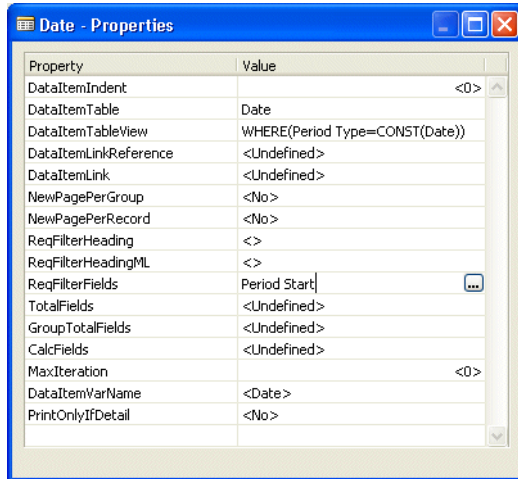 Date - Properties
Property Value
DataItemIndent <0>
DataItemTable Date
DataItemTableView WHERE(Period Type=CONST(Date))
DataItemLinkReference <Undefined>
DataItemLink <Undefined>
NewPagePerGroup <No>
NewPagePerRecord <No>
ReqFilterHeading <>
ReqFilterHeadingML <>
ReqFilterFields Period Start ...
TotalFields <Undefined>
GroupTotalFields <Undefined>
CalcFields <Undefined>
MaxIteration <0>
DataItemVarName <Date>
PrintOnlyIfDetail <No>